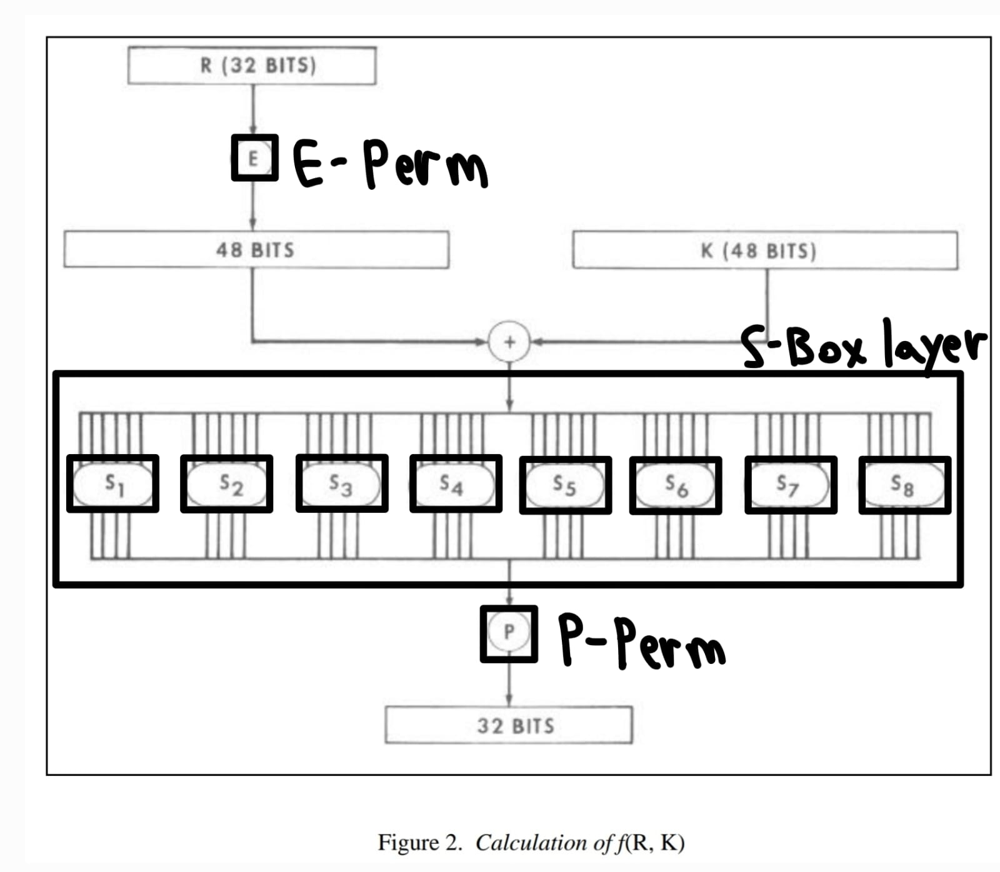 R (32 BITS)
E
E-Perm
48 BITS
K (48 BITS)
+
S-Box layer
S1 S2 S3 S4 S5 S6 S7 S8
P
P-Perm
32 BITS
Figure 2. Calculation of f(R, K)